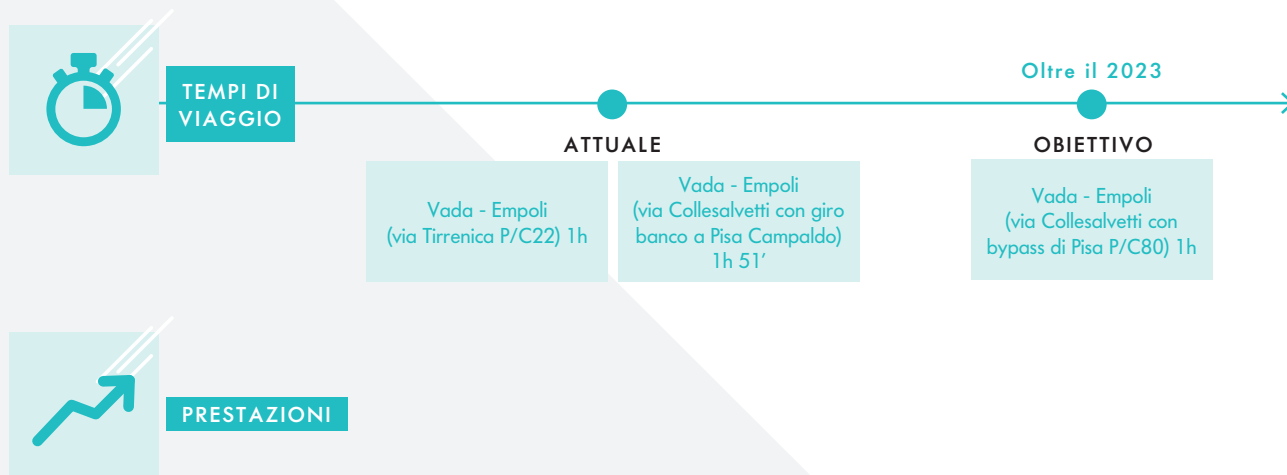 TEMPI DI
VIAGGIO
Oltre il 2023
ATTUALE
OBIETTIVO
Vada - Empoli
(via Tirrenica P/C22) 1h
Vada - Empoli
(via Collesalvetti con giro
banco a Pisa Campaldo)
1h 51’
Vada - Empoli
(via Collesalvetti con
bypass di Pisa P/C80) 1h
PRESTAZIONI